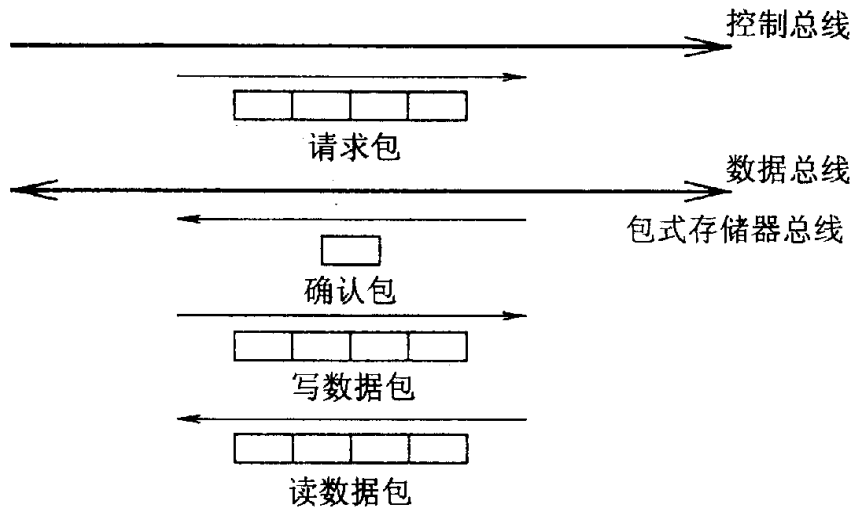 控制总线
请求包
数据总线
包式存储器总线
确认包
写数据包
读数据包